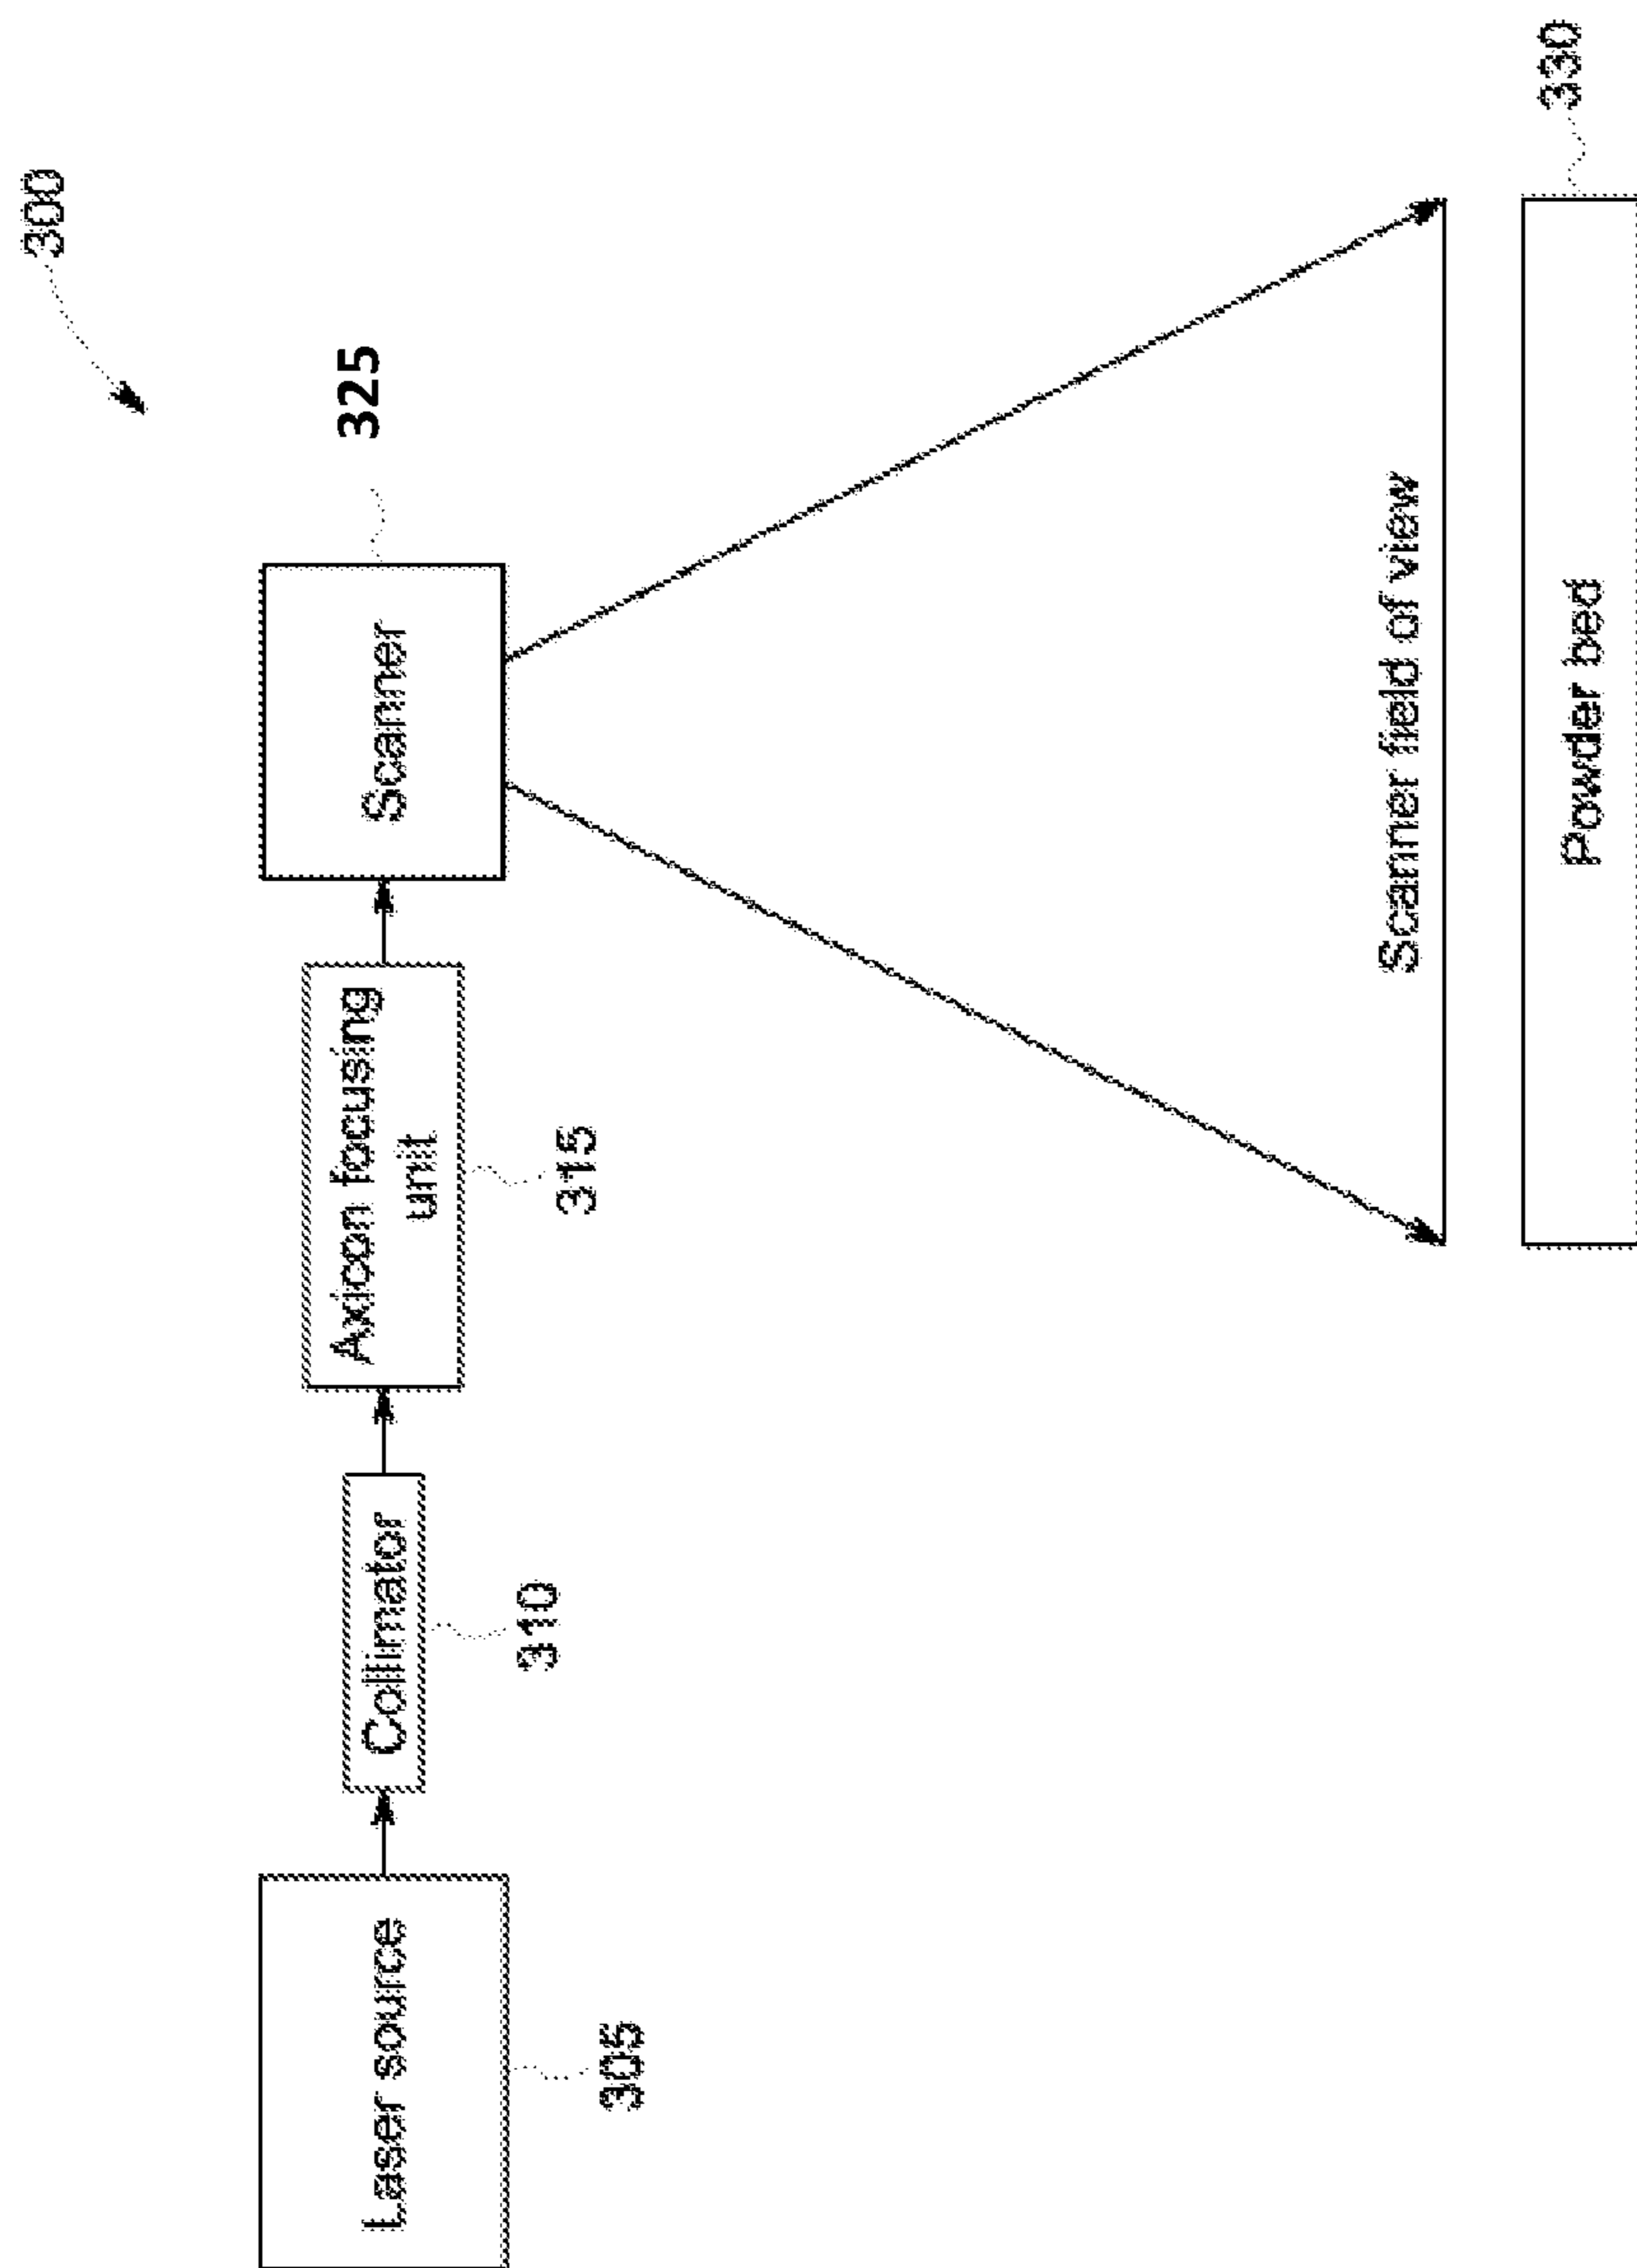 300
Laser source
305
Collimator
310
Axicon focusing
unit
315
Scanner
325
Scanner field of view
Powder bed
330